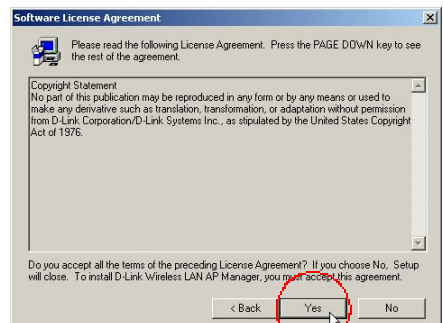 Software License Agreement
Please read the following License Agreement. Press the PAGE DOWN key to see
the rest of the agreement.
Copyright Statement
No part of this publication may be reproduced in any form or by any means or used to
make any derivative such as translation, transformation, or adaptation without permission
from D-Link Corporation/D-Link Systems Inc., as stipulated by the United States Copyright
Act of 1976.
Do you accept all the terms of the preceding License Agreement? If you choose No, Setup
will close. To install D-Link Wireless LAN AP Manager, you must accept this agreement.
< Back Yes No